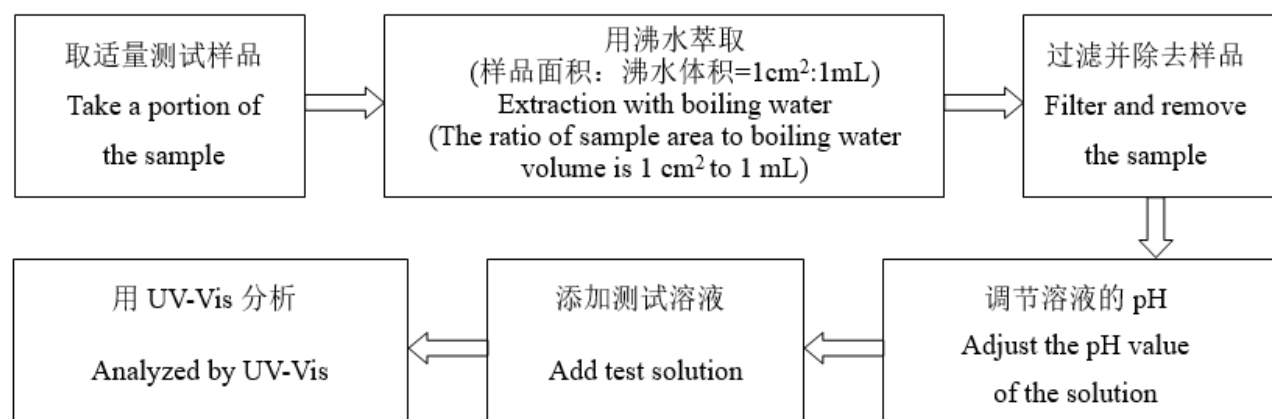 取适量测试样品
Take a portion of
the sample
用沸水萃取
(样品面积：沸水体积=1cm²:1mL)
Extraction with boiling water
(The ratio of sample area to boiling water
volume is 1 cm² to 1 mL)
过滤并除去样品
Filter and remove
the sample
调节溶液的 pH
Adjust the pH value
of the solution
添加测试溶液
Add test solution
用 UV-Vis 分析
Analyzed by UV-Vis